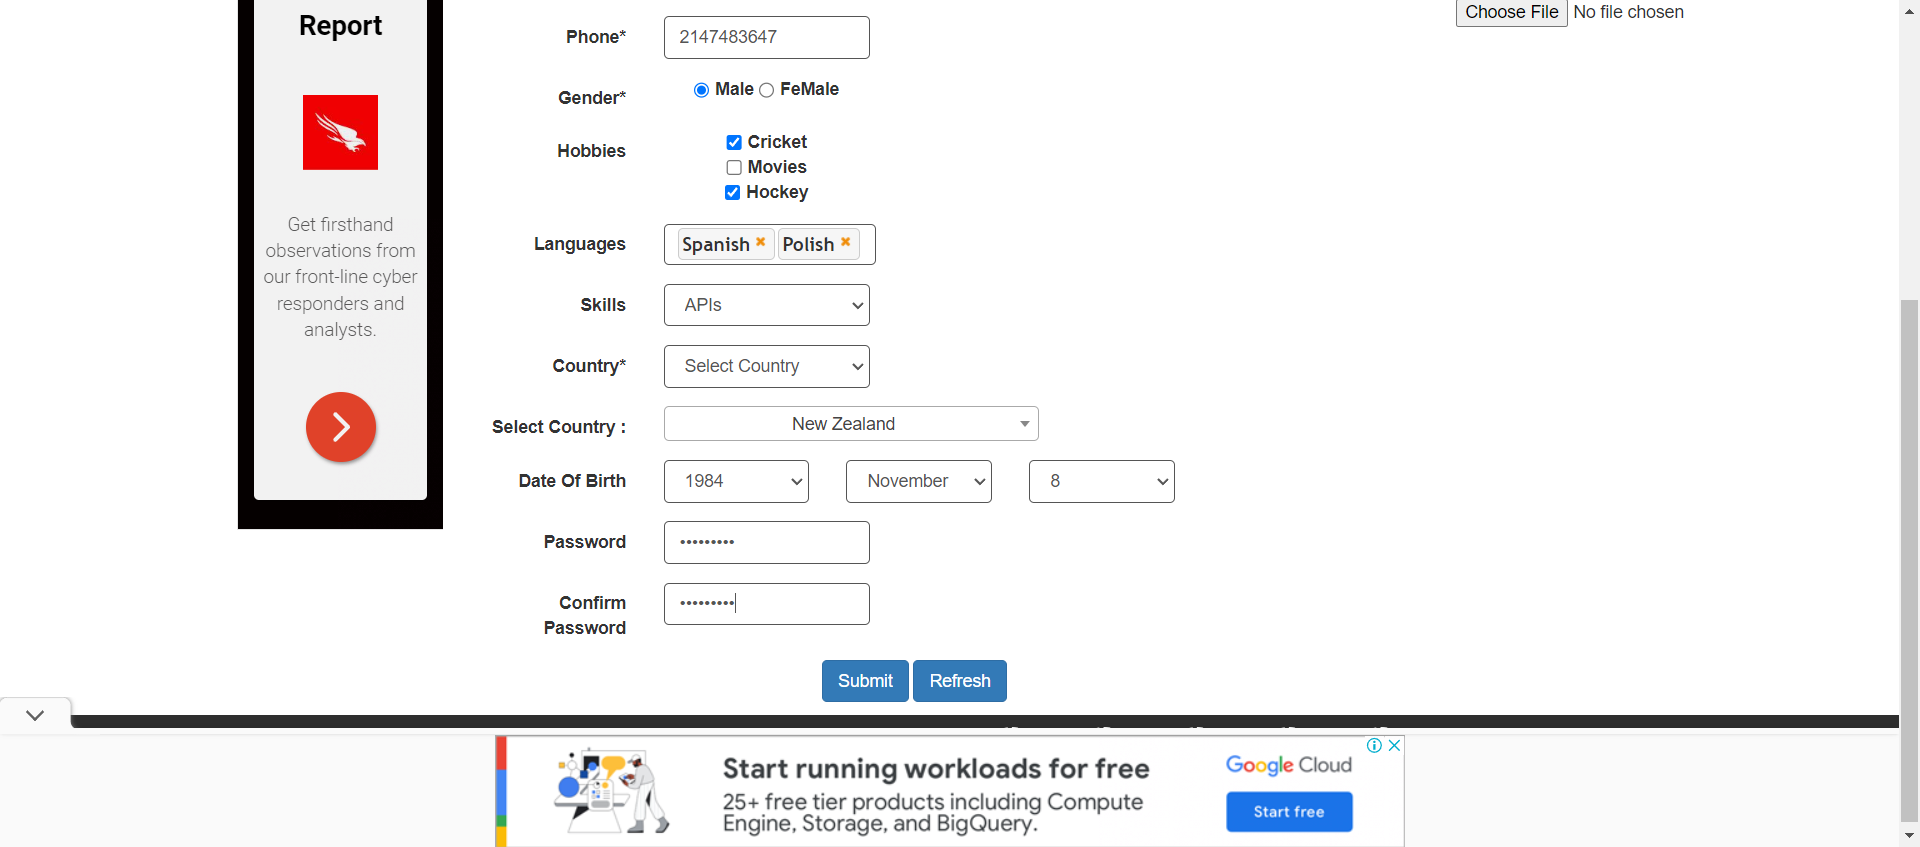 Report
Get firsthand
observations from
our front-line cyber
responders and
analysts.
Choose File No file chosen
Phone* 2147483647
Gender* Male FeMale
Hobbies Cricket
Movies
Hockey
Languages Spanish Polish
Skills APIs
Country* Select Country
Select Country : New Zealand
Date Of Birth 1984 November 8
Password •••••••••
Confirm
Password •••••••••
Submit Refresh
Start running workloads for free
25+ free tier products including Compute
Engine, Storage, and BigQuery.
Google Cloud
Start free